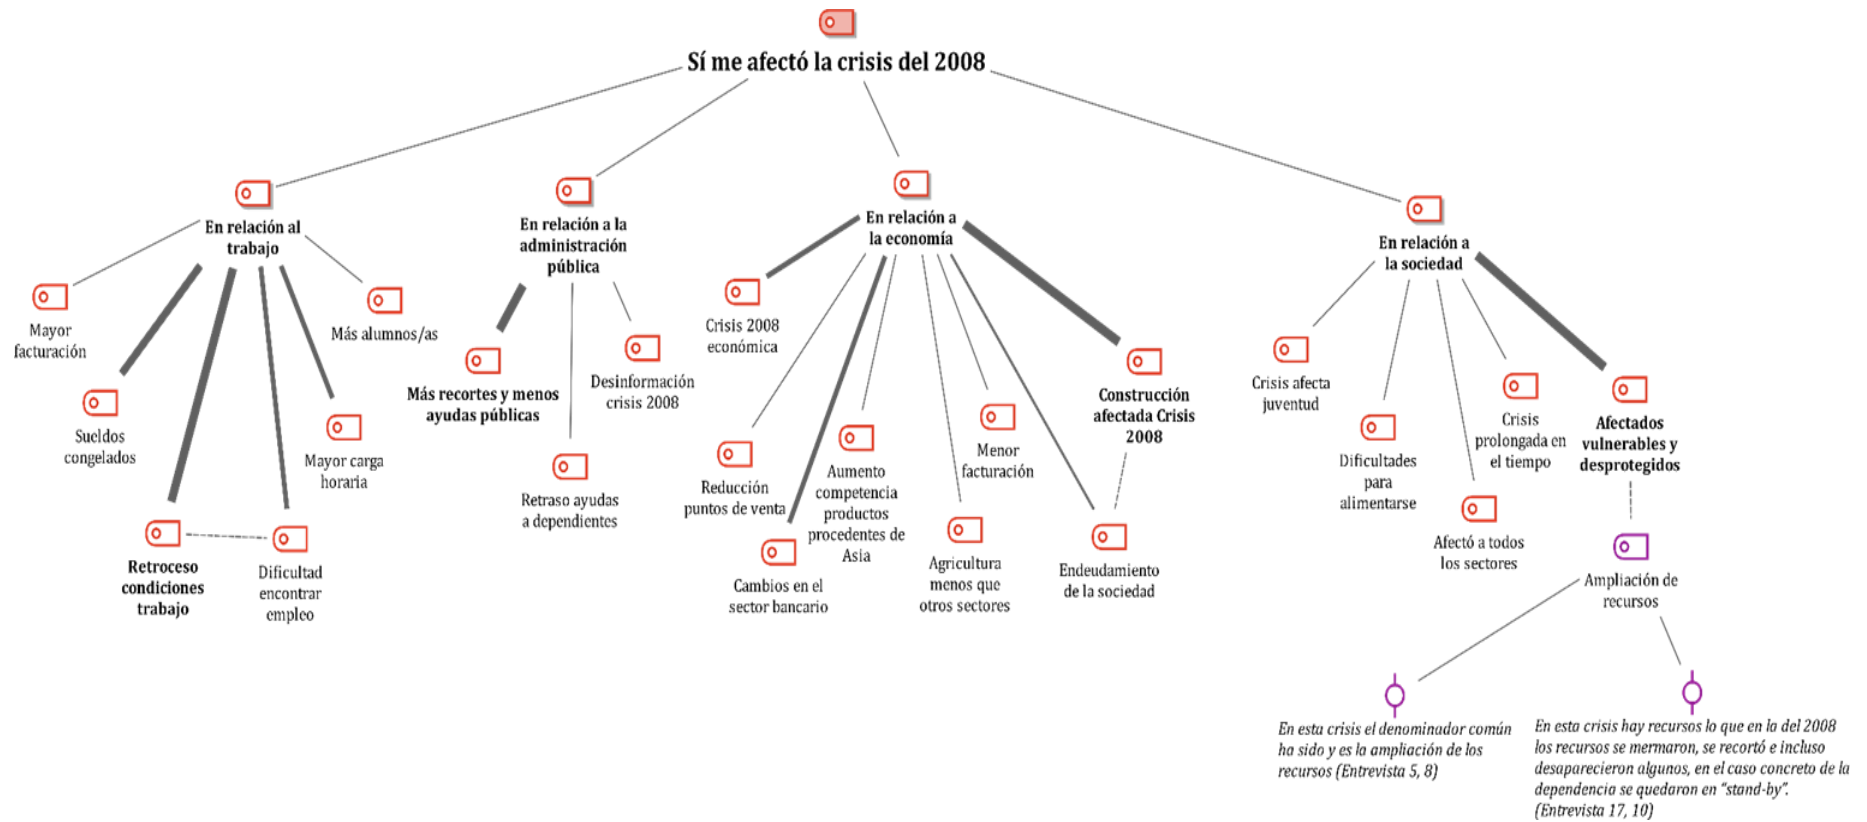 Sí me afectó la crisis del 2008
En relación al
trabajo
Mayor
facturación
Sueldos
congelados
Retroceso
condiciones
trabajo
Dificultad
encontrar
empleo
Mayor carga
horaria
Más alumnos/as
En relación a la
administración
pública
Más recortes y menos
ayudas públicas
Retraso ayudas
a dependientes
Desinformación
crisis 2008
En relación a
la economía
Crisis 2008
económica
Reducción
puntos de venta
Cambios en el
sector bancario
Aumento
competencia
productos
procedentes de
Asia
Agricultura
menos que
otros sectores
Menor
facturación
Endeudamiento
de la sociedad
Construcción
afectada Crisis
2008
En relación a
la sociedad
Crisis afecta
juventud
Dificultades
para
alimentarse
Afectó a todos
los sectores
Crisis
prolongada en
el tiempo
Afectados
vulnerables y
desprotegidos
Ampliación de
recursos
En esta crisis el denominador común
ha sido y es la ampliación de los
recursos (Entrevista 5, 8)
En esta crisis hay recursos lo que en la del 2008
los recursos se mermaron, se recortó e incluso
desaparecieron algunos, en el caso concreto de la
dependencia se quedaron en “stand-by”.
(Entrevista 17, 10)